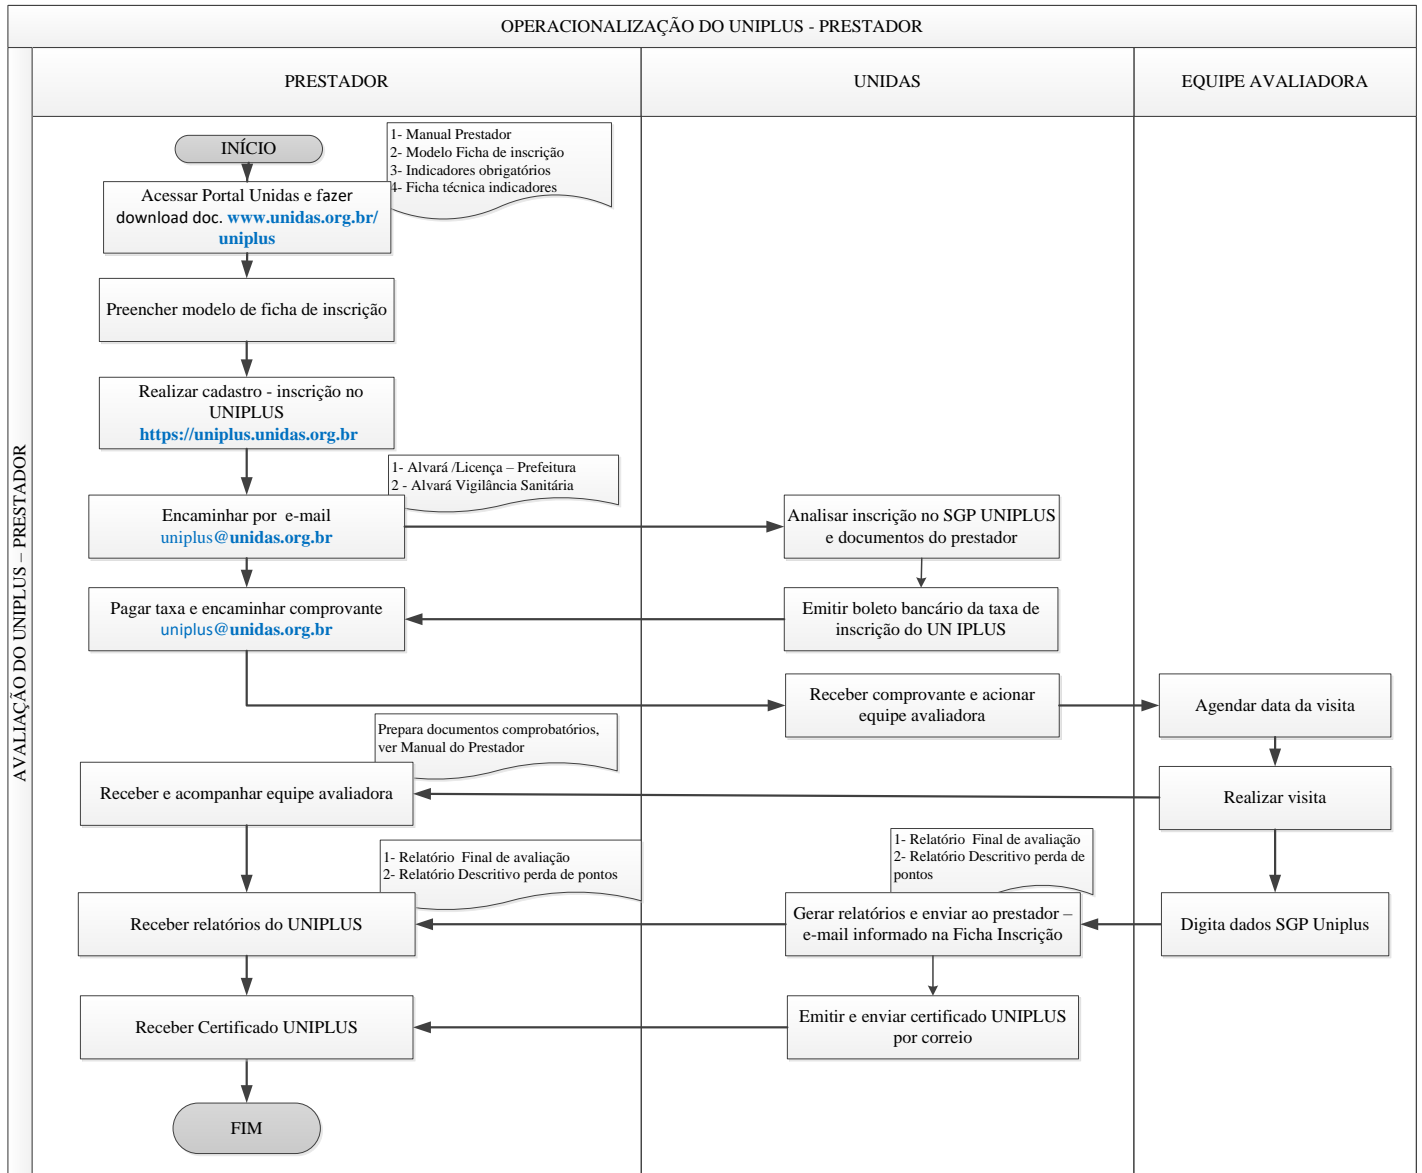 OPERACIONALIZAÇÃO DO UNIPLUS - PRESTADOR
AVALIAÇÃO DO UNIPLUS – PRESTADOR
PRESTADOR
UNIDAS
EQUIPE AVALIADORA
INÍCIO
1- Manual Prestador
2- Modelo Ficha de inscrição
3- Indicadores obrigatórios
4- Ficha técnica indicadores
Acessar Portal Unidas e fazer
download doc. www.unidas.org.br/
uniplus
Preencher modelo de ficha de inscrição
Realizar cadastro - inscrição no
UNIPLUS
https://uniplus.unidas.org.br
1- Alvará /Licença – Prefeitura
2 - Alvará Vigilância Sanitária
Encaminhar por e-mail
uniplus@unidas.org.br
Analisar inscrição no SGP UNIPLUS
e documentos do prestador
Pagar taxa e encaminhar comprovante
uniplus@unidas.org.br
Emitir boleto bancário da taxa de
inscrição do UN IPLUS
Receber comprovante e acionar
equipe avaliadora
Agendar data da visita
Prepara documentos comprobatórios,
ver Manual do Prestador
Receber e acompanhar equipe avaliadora
Realizar visita
1- Relatório Final de avaliação
2- Relatório Descritivo perda de pontos
1- Relatório Final de avaliação
2- Relatório Descritivo perda de
pontos
Receber relatórios do UNIPLUS
Gerar relatórios e enviar ao prestador –
e-mail informado na Ficha Inscrição
Digita dados SGP Uniplus
Receber Certificado UNIPLUS
Emitir e enviar certificado UNIPLUS
por correio
FIM